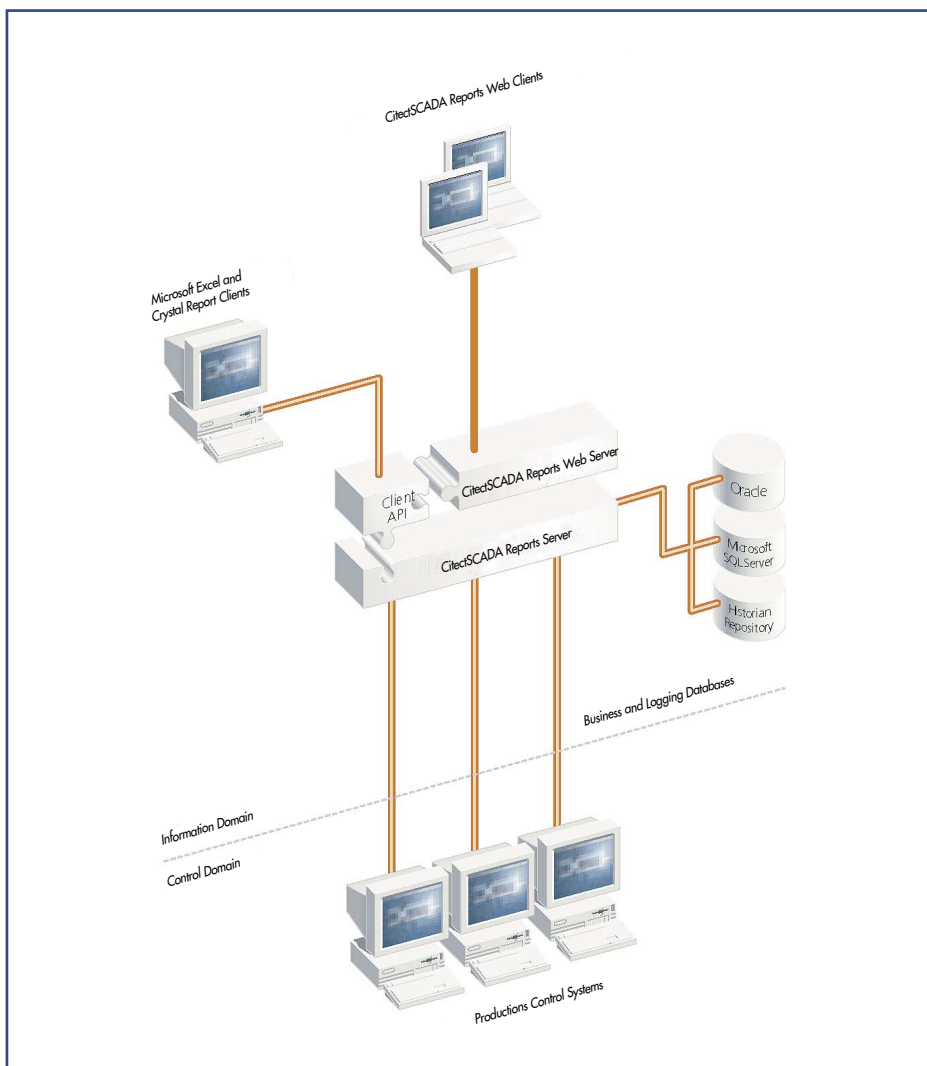 CitectSCADA Reports Web Clients
Microsoft Excel and
Crystal Report Clients
CitectSCADA Reports Web Server
Client
API
CitectSCADA Reports Server
Oracle
Microsoft
SQLServer
Historian
Repository
Business and Logging Databases
Information Domain
Control Domain
Productions Control Systems